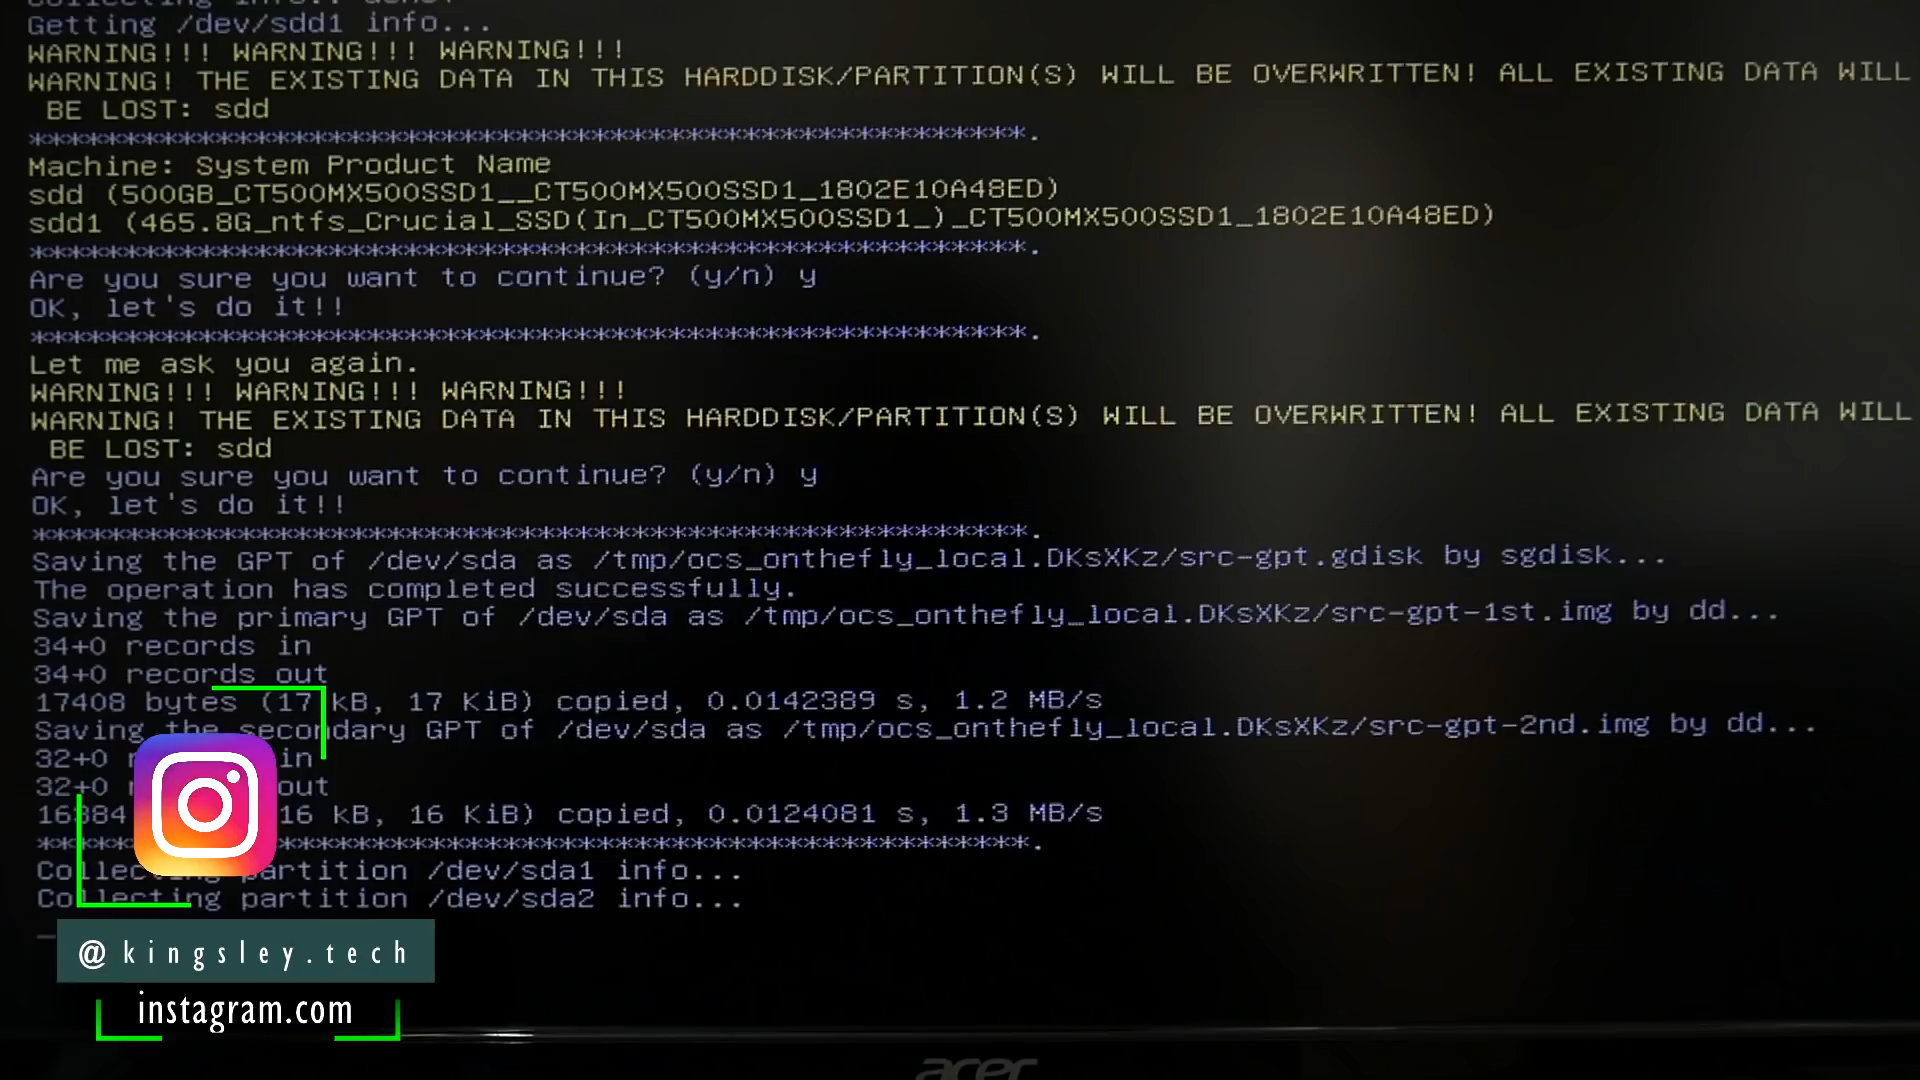 Collecting info.. done!
Getting /dev/sdd1 info...
WARNING!!! WARNING!!! WARNING!!!
WARNING! THE EXISTING DATA IN THIS HARDDISK/PARTITION(S) WILL BE OVERWRITTEN! ALL EXISTING DATA WILL
BE LOST: sdd
******************************************************.
Machine: System Product Name
sdd (500GB_CT500MX500SSD1__CT500MX500SSD1_1802E10A48ED)
sdd1 (465.8G_ntfs_Crucial_SSD(In_CT500MX500SSD1_)_CT500MX500SSD1_1802E10A48ED)
******************************************************.
Are you sure you want to continue? (y/n) y
OK, let's do it!!
******************************************************.
Let me ask you again.
WARNING!!! WARNING!!! WARNING!!!
WARNING! THE EXISTING DATA IN THIS HARDDISK/PARTITION(S) WILL BE OVERWRITTEN! ALL EXISTING DATA WILL
BE LOST: sdd
Are you sure you want to continue? (y/n) y
OK, let's do it!!
******************************************************.
Saving the GPT of /dev/sda as /tmp/ocs_onthefly_local.DKsXKz/src-gpt.gdisk by sgdisk...
The operation has completed successfully.
Saving the primary GPT of /dev/sda as /tmp/ocs_onthefly_local.DKsXKz/src-gpt-1st.img by dd...
34+0 records in
34+0 records out
17408 bytes (17 kB, 17 KiB) copied, 0.0142389 s, 1.2 MB/s
Saving the secondary GPT of /dev/sda as /tmp/ocs_onthefly_local.DKsXKz/src-gpt-2nd.img by dd...
32+0 in
32+0 out
16384 16 kB, 16 KiB) copied, 0.0124081 s, 1.3 MB/s
******************************************************.
Collecting partition /dev/sda1 info...
Collecting partition /dev/sda2 info...
@kingsley.tech
instagram.com
acer